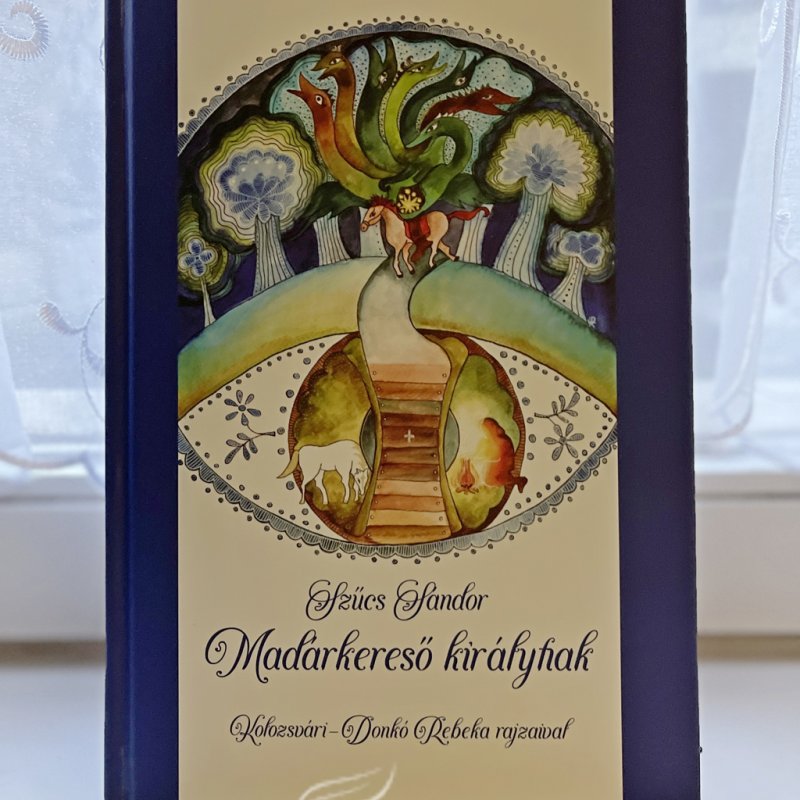 Szűcs Sándor
Madárkereső királyfiak
Kolozsvári-Donkó Rebeka rajzaival